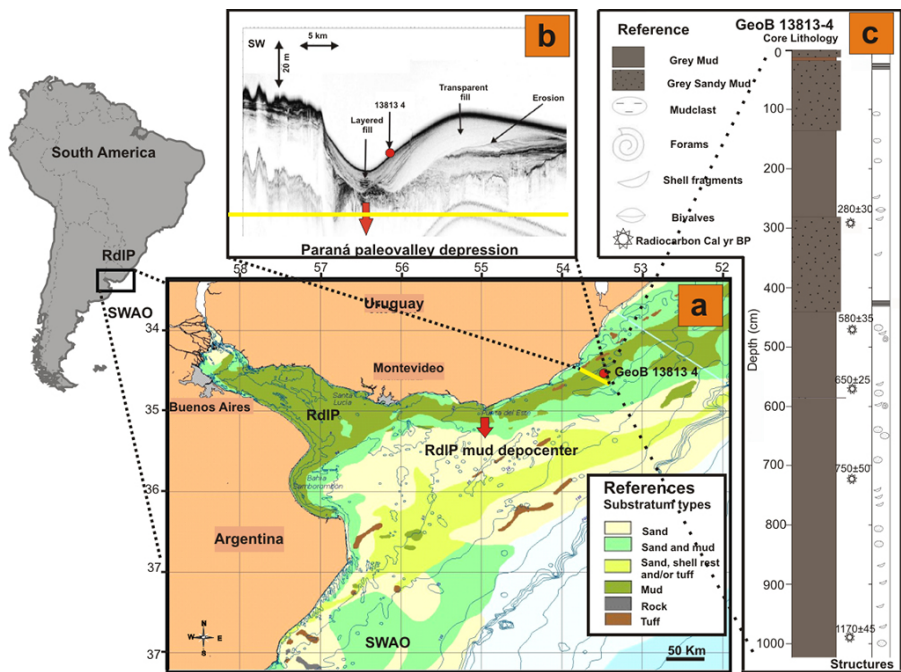 South America
RdlP
SWAO
b
SW
5 km
20 m
13813 4
Layered
fill
Transparent
fill
Erosion
Paraná paleovalley depression
58
57
56
55
54
53
52
34
35
36
37
37
a
Uruguay
Montevideo
Buenos Aires
Santa
Lucia
RdlP
GeoB 13813 4
RdlP mud depocenter
Bahia
Argentina
SWAO
N
W
E
S
50 Km
References
Substratum types
Sand
Sand and mud
Sand, shell rest
and/or tuff
Mud
Rock
Tuff
c
Reference
Grey Mud
Grey Sandy Mud
Mudclast
Forams
Shell fragments
Bivalves
Radiocarbon Cal yr BP
GeoB 13813-4
Core Lithology
Depth (cm)
0
100
200
300
400
500
600
700
800
900
1000
280±30
580±35
650±25
750±50
1170±45
Structures